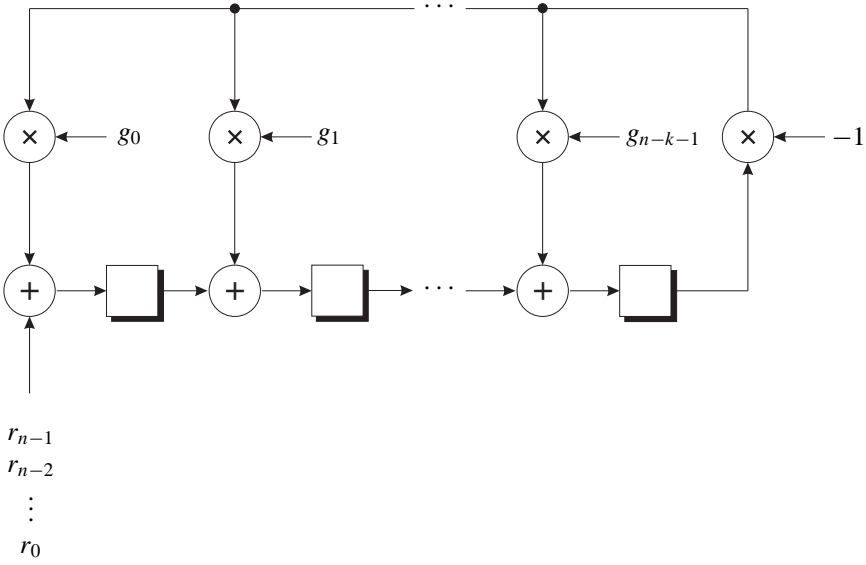 ···
× g₀ × g₁ × gₙ₋ₖ₋₁ × −1
+ + ··· +
rₙ₋₁
rₙ₋₂
⋮
r₀